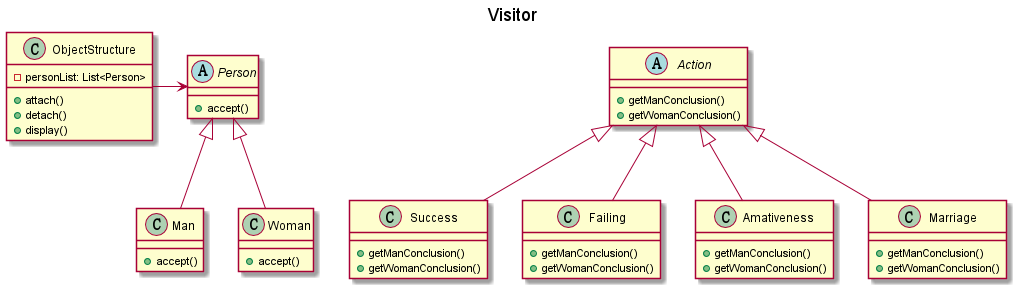 Visitor
C ObjectStructure
personList: List<Person>
attach()
detach()
display()
A Person
accept()
A Action
getManConclusion()
getWomanConclusion()
C Man
accept()
C Woman
accept()
C Success
getManConclusion()
getWomanConclusion()
C Failing
getManConclusion()
getWomanConclusion()
C Amativeness
getManConclusion()
getWomanConclusion()
C Marriage
getManConclusion()
getWomanConclusion()